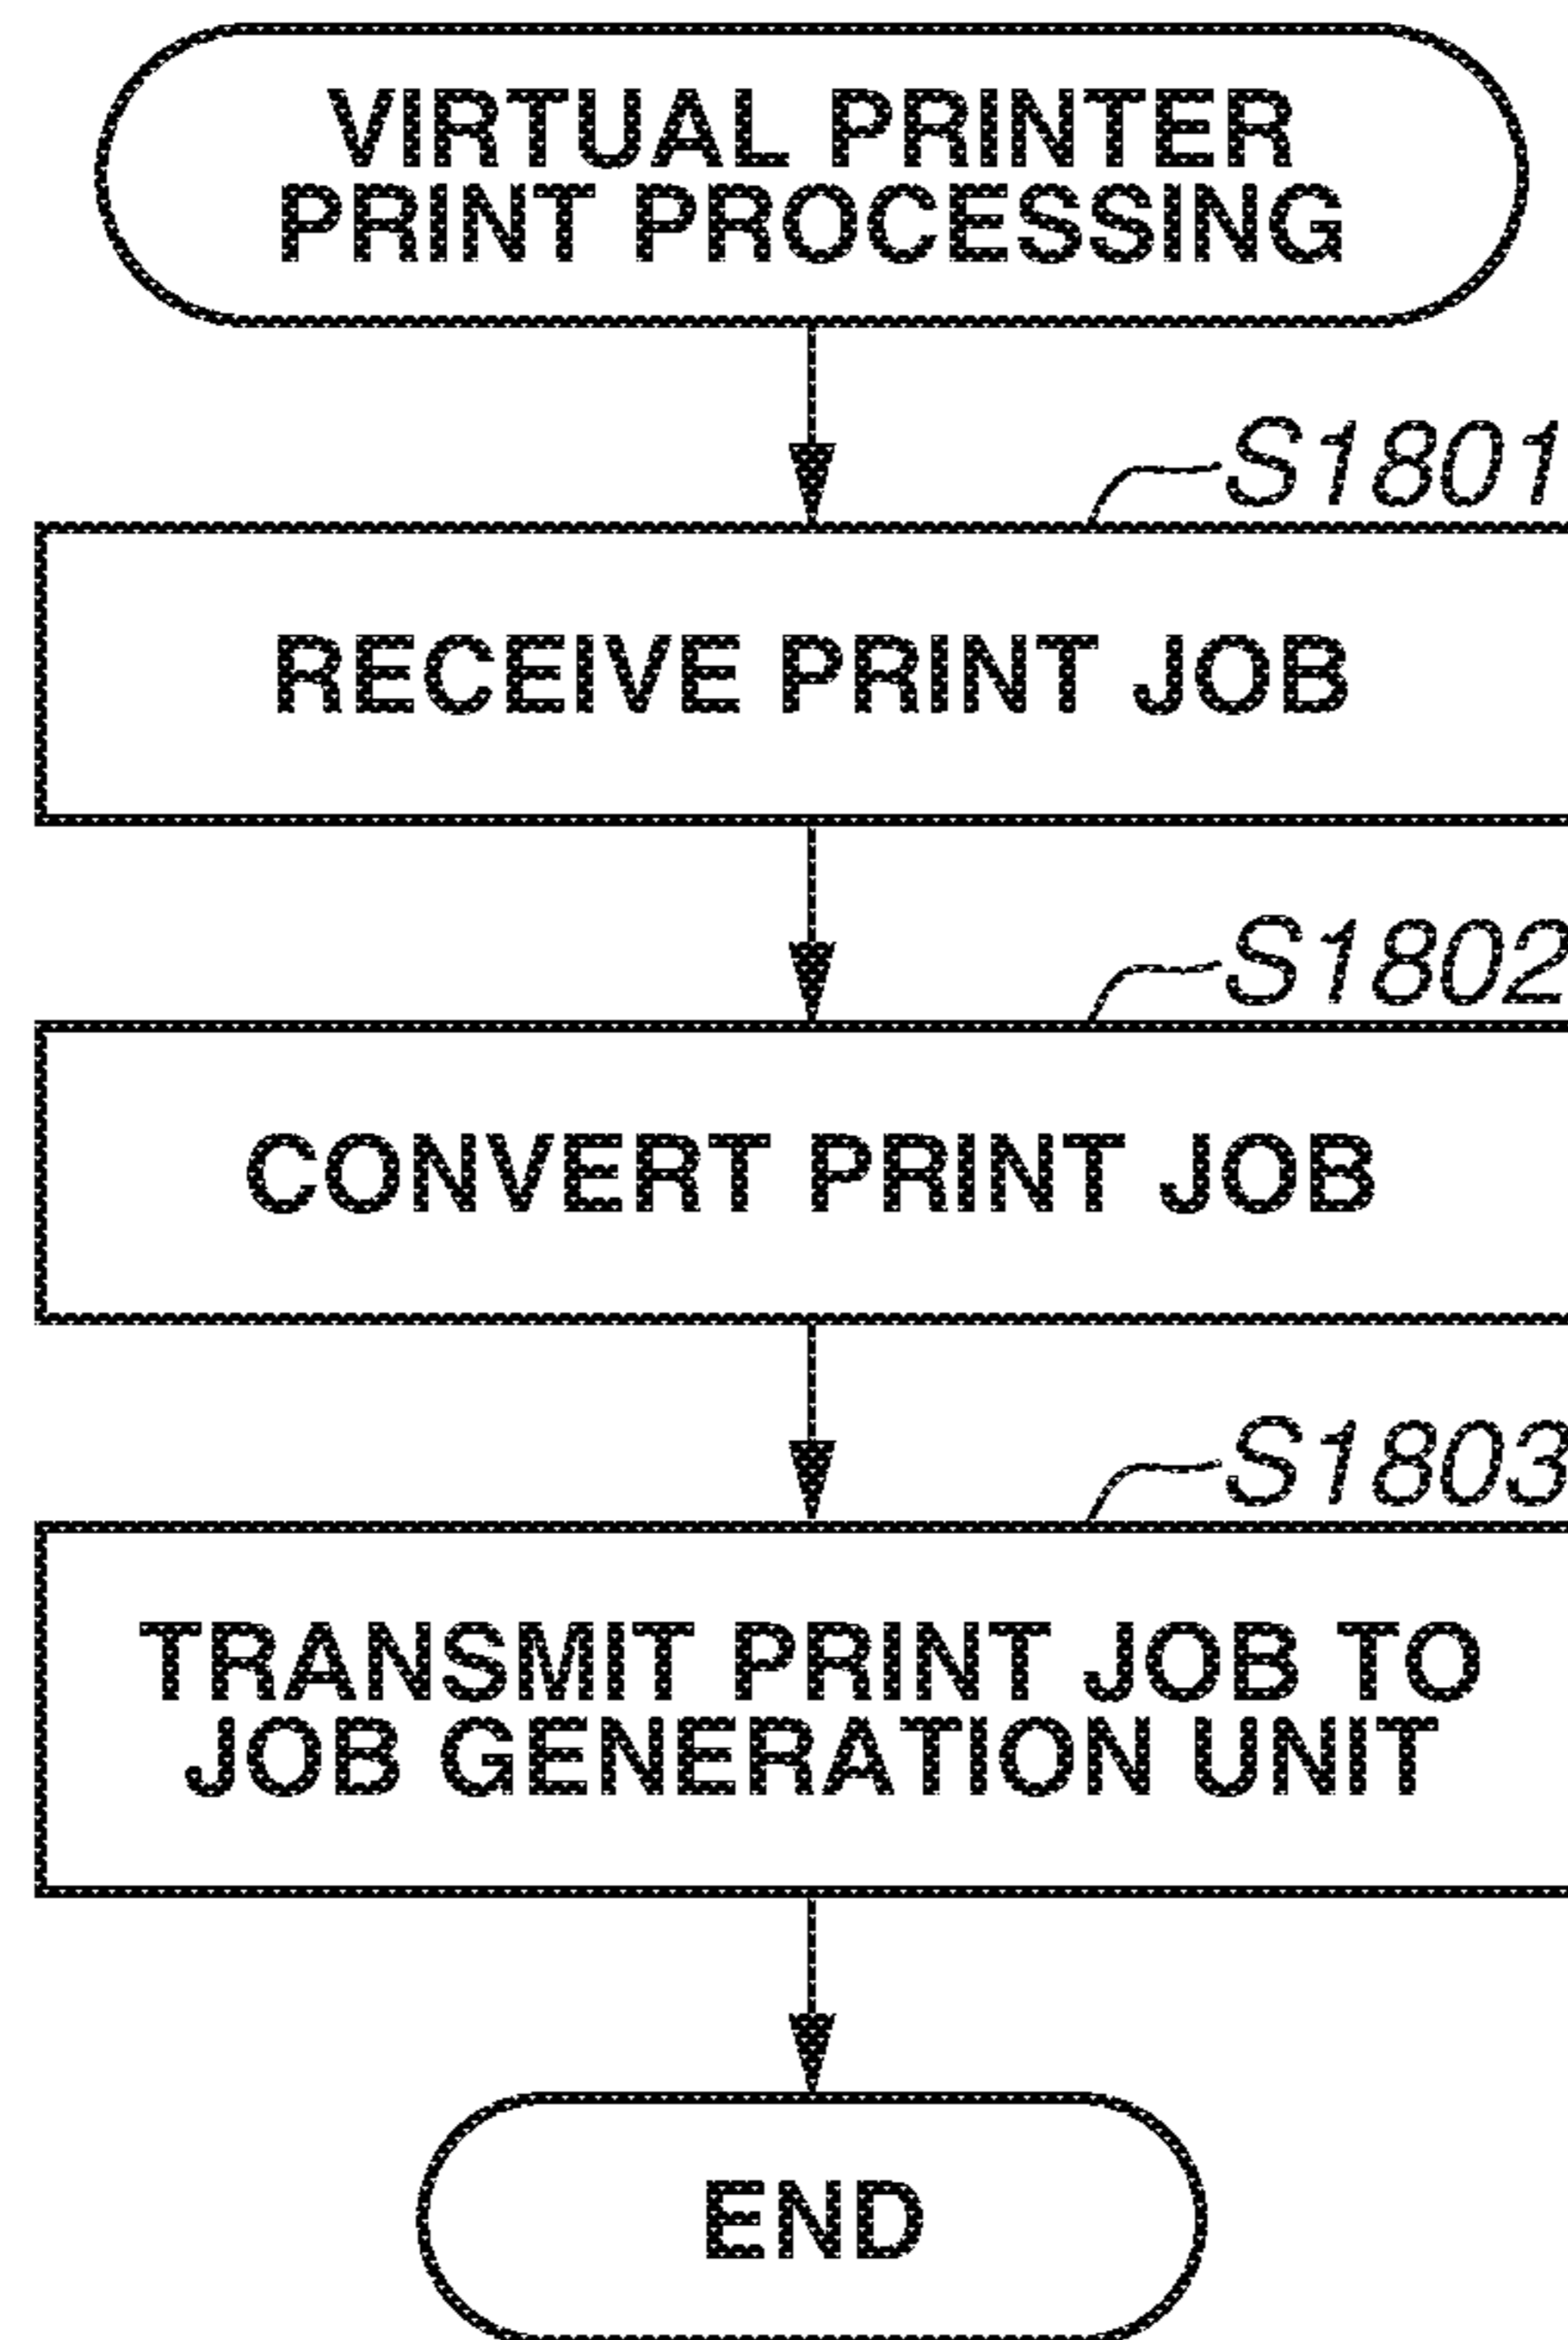 VIRTUAL PRINTER
PRINT PROCESSING
S1801
RECEIVE PRINT JOB
S1802
CONVERT PRINT JOB
S1803
TRANSMIT PRINT JOB TO
JOB GENERATION UNIT
END